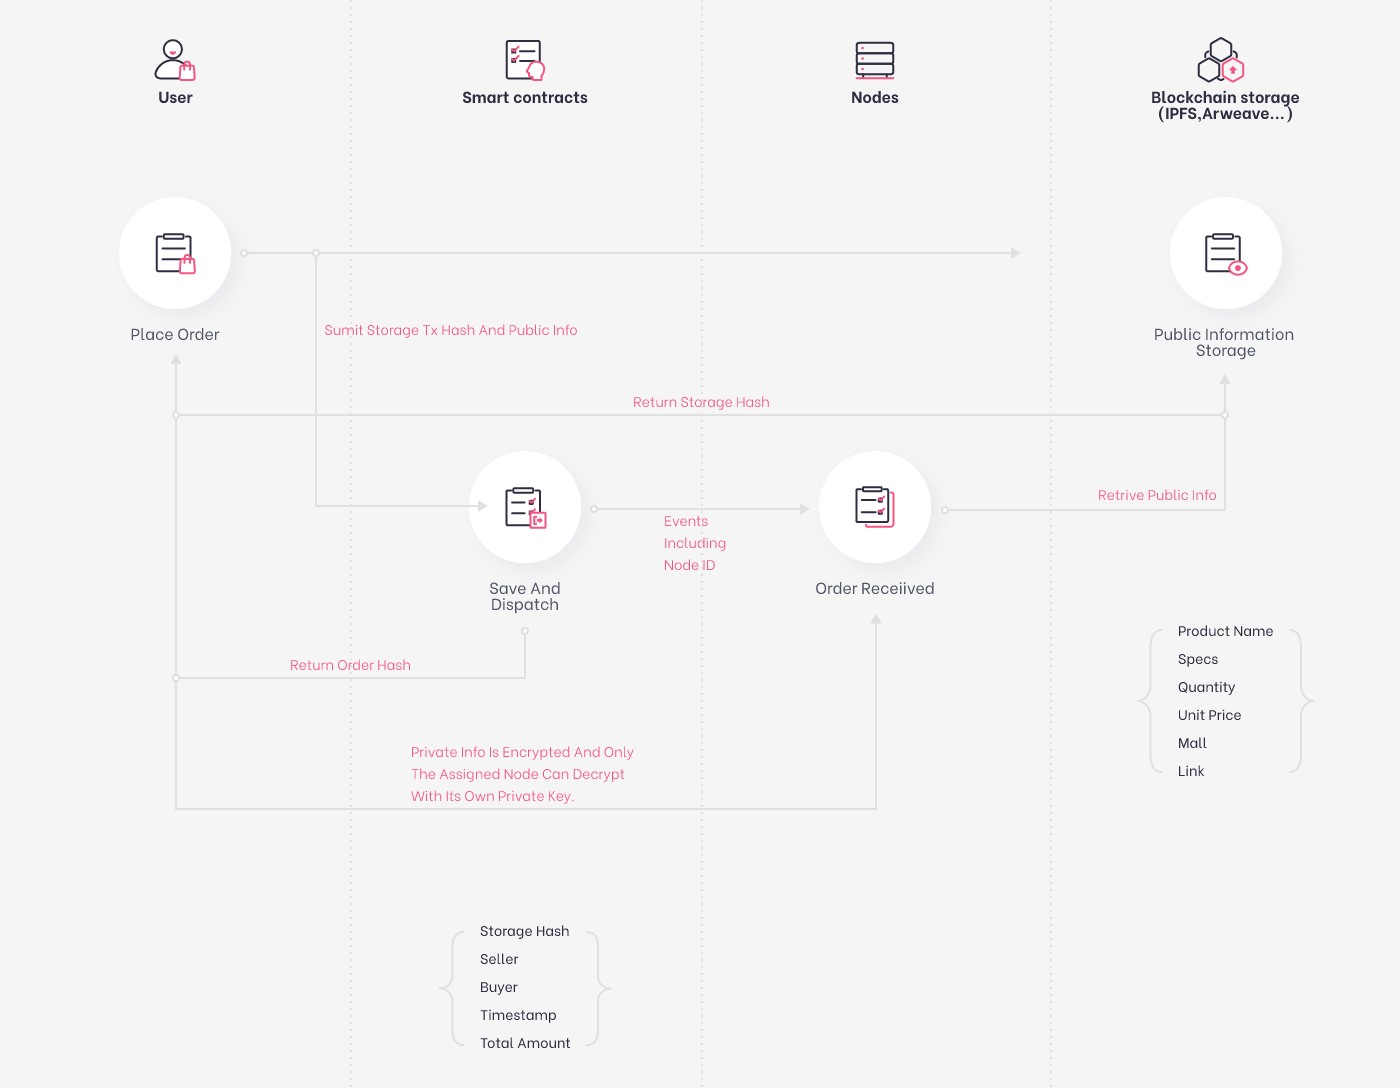 User
Smart contracts
Nodes
Blockchain storage
(IPFS,Arweave...)
Place Order
Public Information
Storage
Sumit Storage Tx Hash And Public Info
Return Storage Hash
Retrive Public Info
Events
Including
Node ID
Save And
Dispatch
Order Receiived
Return Order Hash
Product Name
Specs
Quantity
Unit Price
Mall
Link
Private Info Is Encrypted And Only
The Assigned Node Can Decrypt
With Its Own Private Key.
Storage Hash
Seller
Buyer
Timestamp
Total Amount